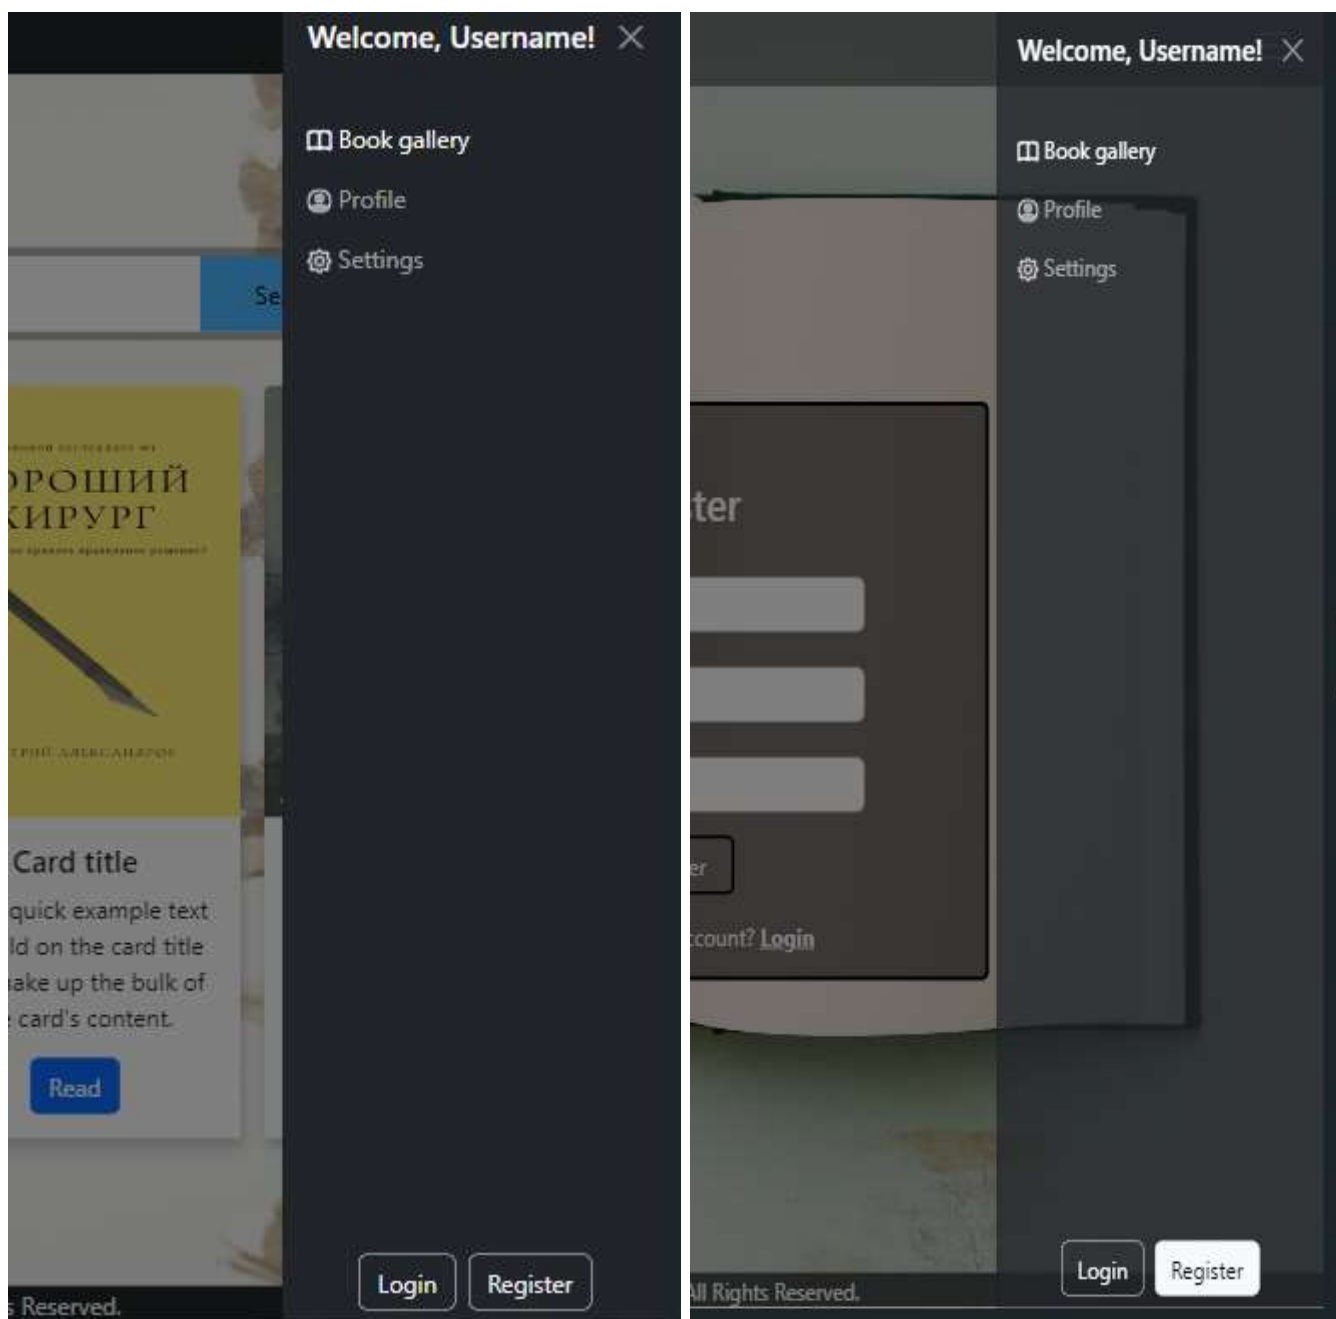 Welcome, Username!
Book gallery
Profile
Settings
Se
ОРОШИЙ
ХИРУРГ
Card title
quick example text
ld on the card title
ake up the bulk of
card's content.
Read
Login Register
s Reserved.
Welcome, Username!
Book gallery
Profile
Settings
ter
er
ccount? Login
Login Register
All Rights Reserved.